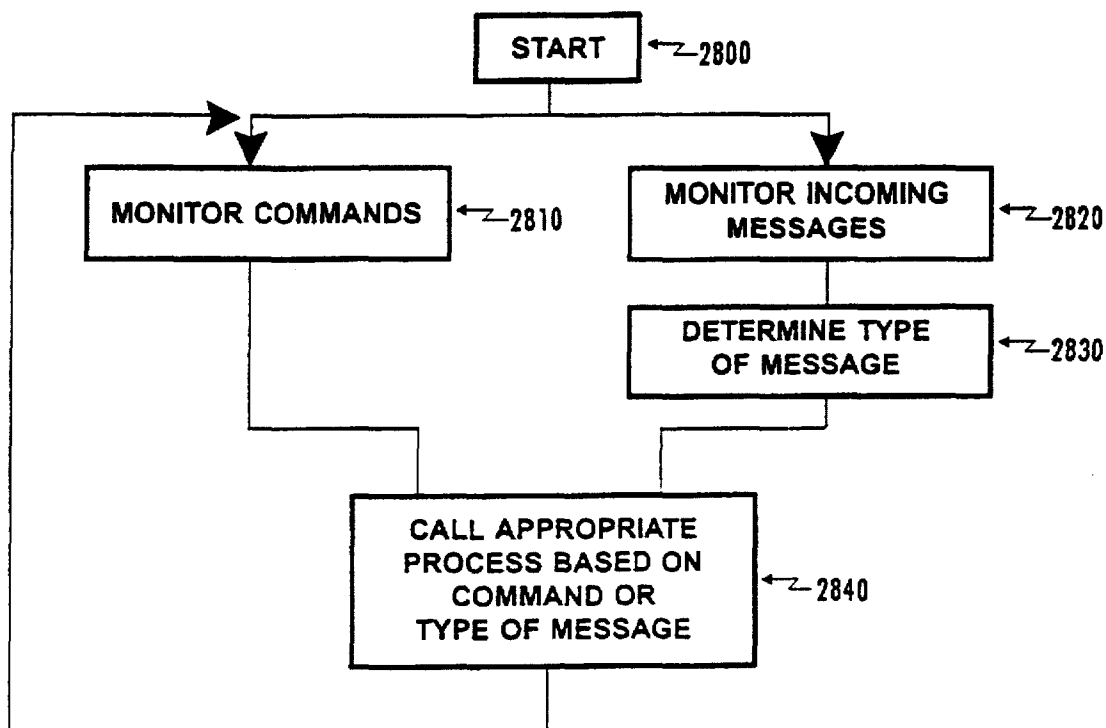 START
2800
MONITOR COMMANDS
2810
MONITOR INCOMING
MESSAGES
2820
DETERMINE TYPE
OF MESSAGE
2830
CALL APPROPRIATE
PROCESS BASED ON
COMMAND OR
TYPE OF MESSAGE
2840